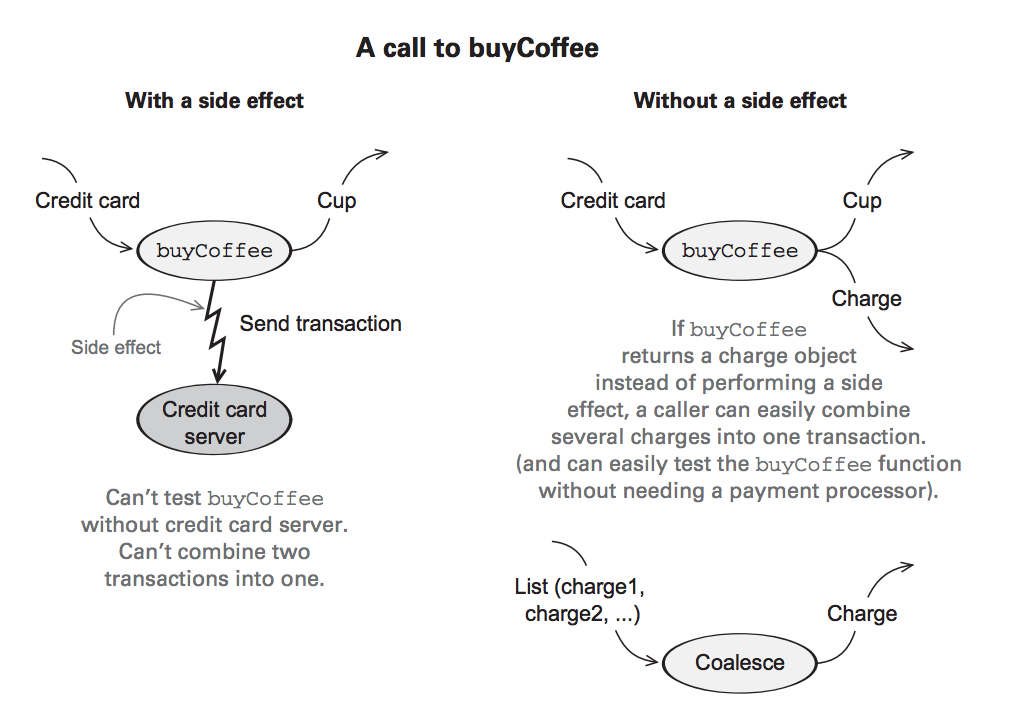 A call to buyCoffee
With a side effect
Credit card
Cup
buyCoffee
Send transaction
Side effect
Credit card
server
Can't test buyCoffee
without credit card server.
Can't combine two
transactions into one.
Without a side effect
Credit card
Cup
buyCoffee
Charge
If buyCoffee
returns a charge object
instead of performing a side
effect, a caller can easily combine
several charges into one transaction.
(and can easily test the buyCoffee function
without needing a payment processor).
List (charge1,
charge2, ...)
Charge
Coalesce